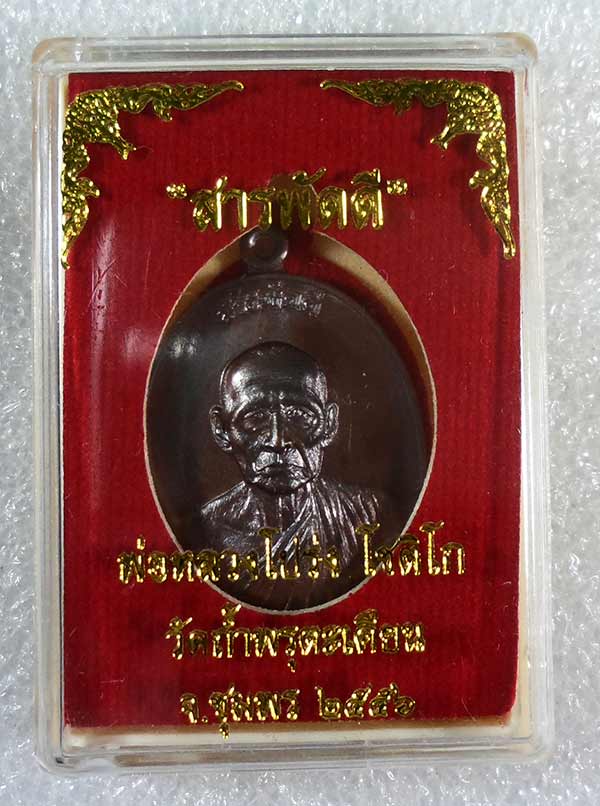 "สารพัดดี"
พ่อหลวงโปร่ง โชติโก
วัดถ้ำพรุตะเคียน
จ.ชุมพร ๒๕๕๖